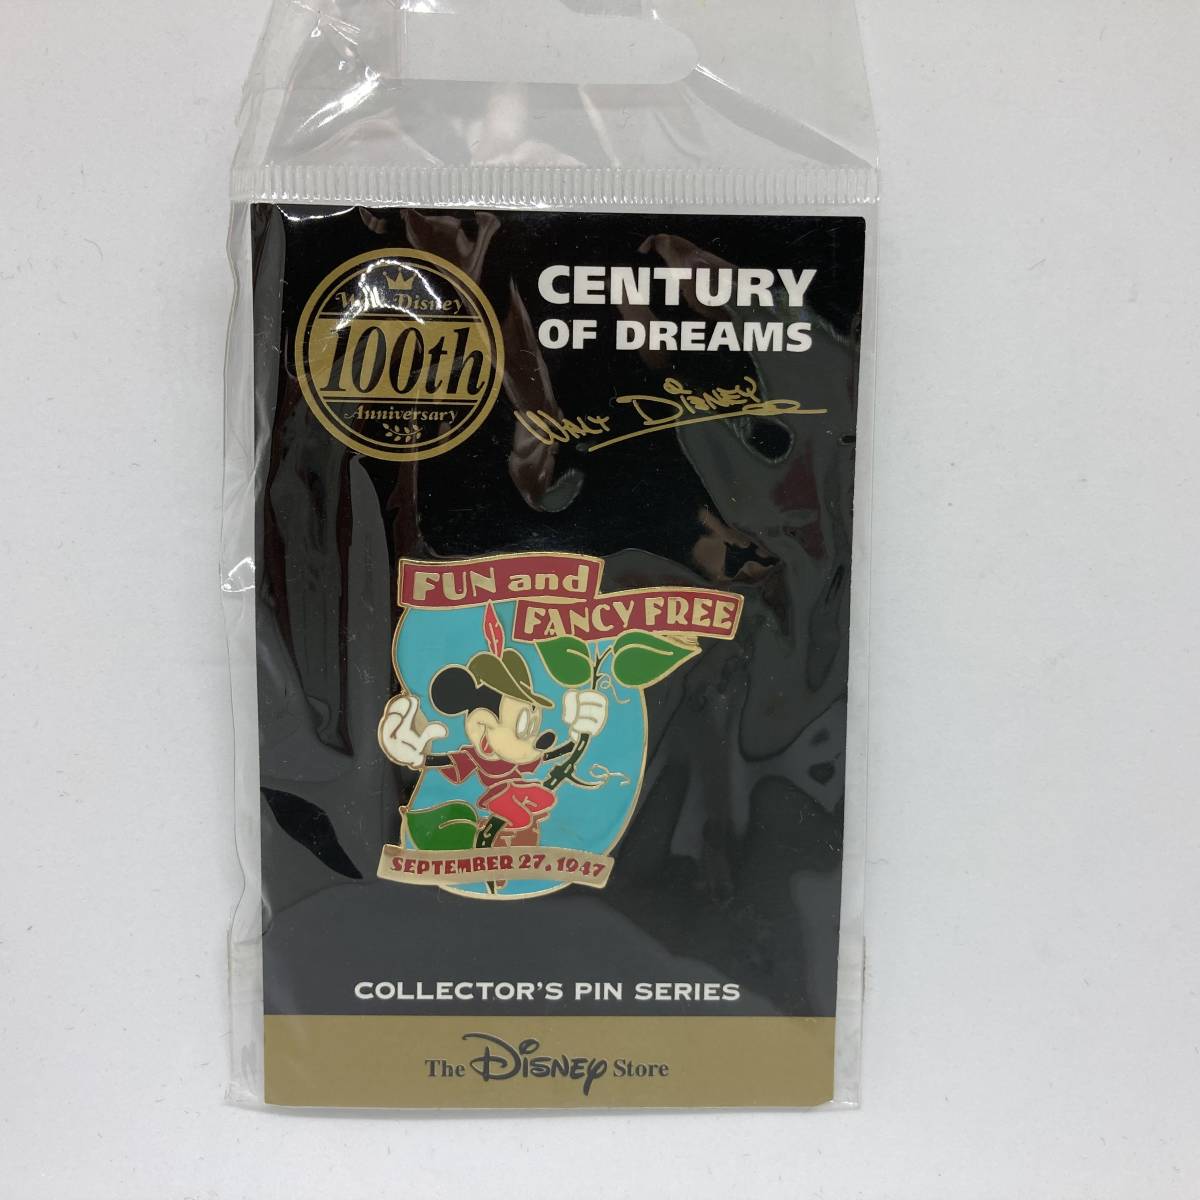 Walt Disney
100th
Anniversary
CENTURY
OF DREAMS
WALT DISNEY
FUN and
FANCY FREE
SEPTEMBER 27, 1947
COLLECTOR'S PIN SERIES
The DISNEY Store